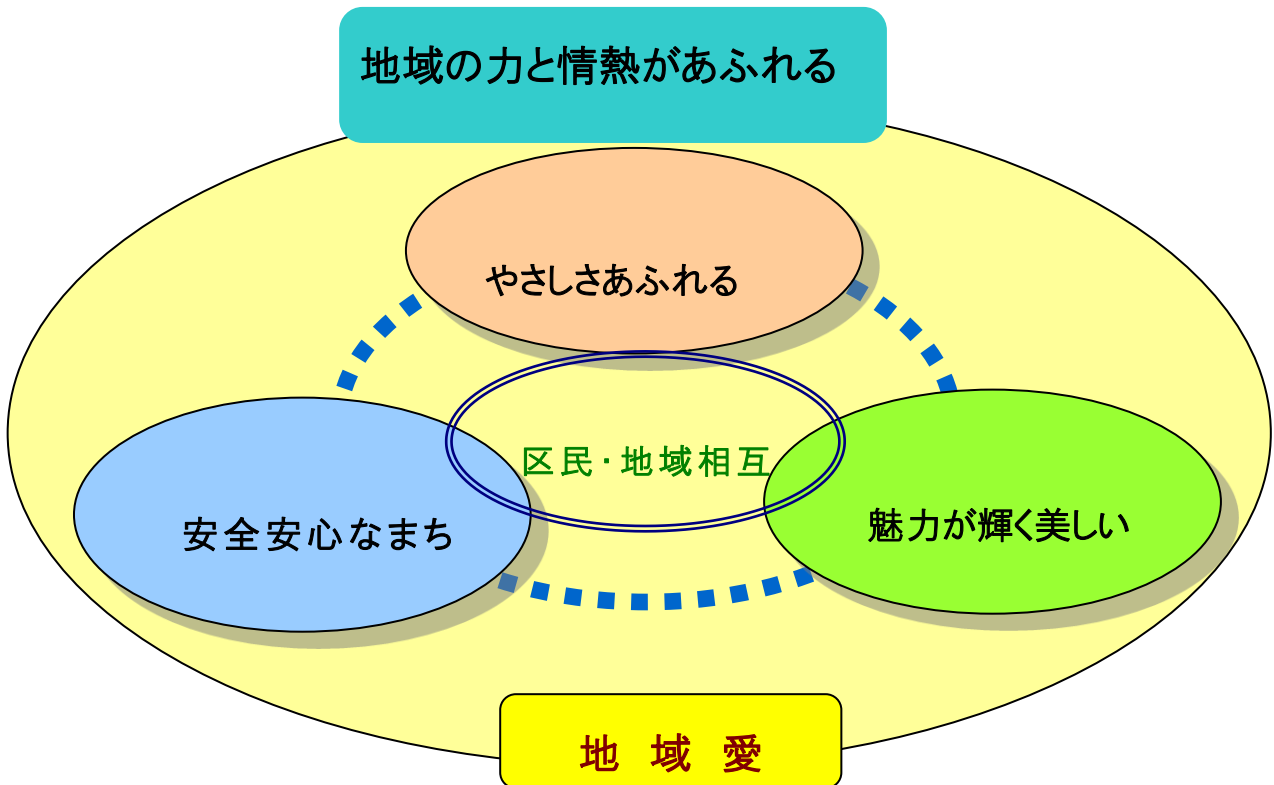 地域の力と情熱があふれる
やさしさあふれる
区民・地域相互
安全安心なまち
魅力が輝く美しい
地　域　愛